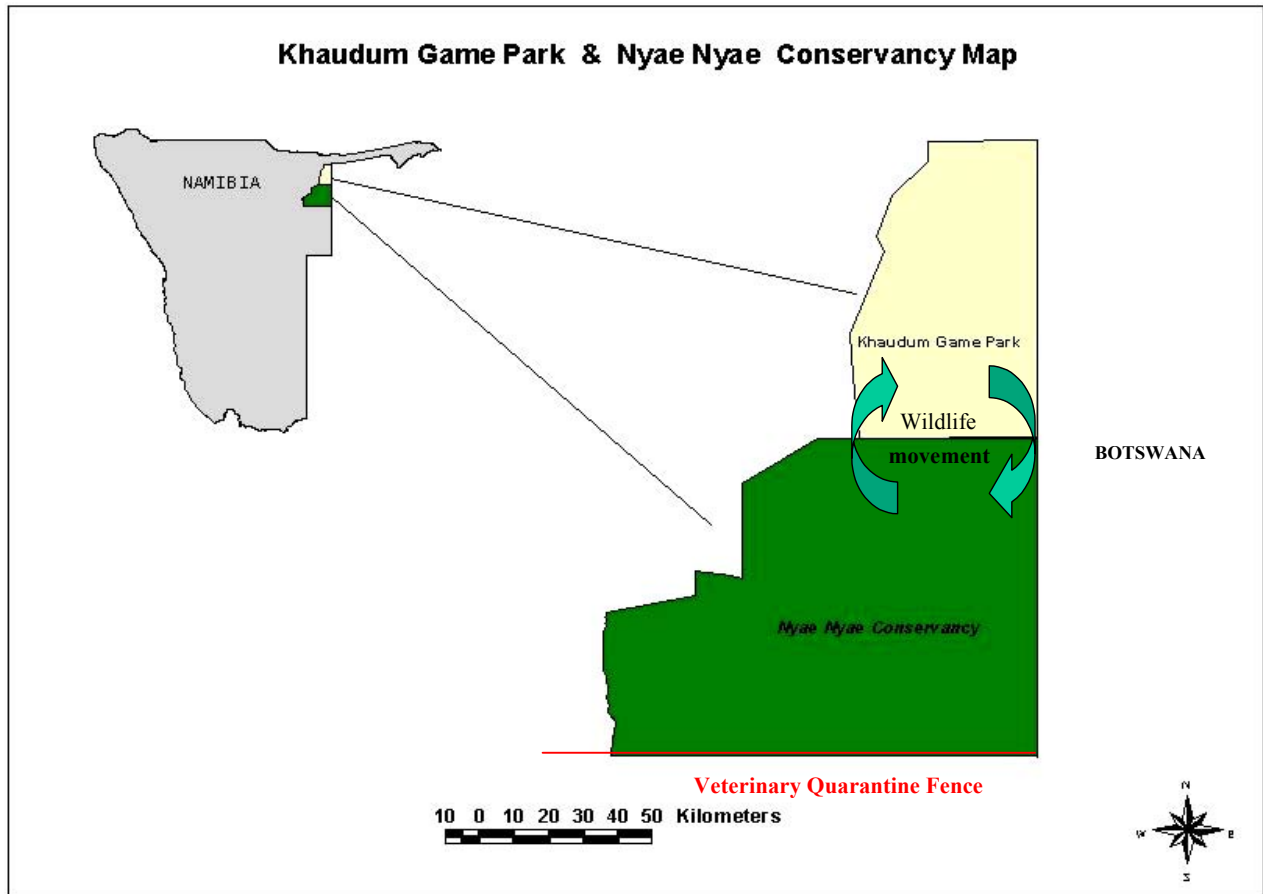 Khaudum Game Park & Nyae Nyae Conservancy Map
NAMIBIA
Khaudum Game Park
Wildlife
movement
BOTSWANA
Nyae Nyae Conservancy
Veterinary Quarantine Fence
10 0 10 20 30 40 50 Kilometers
N
W E
S